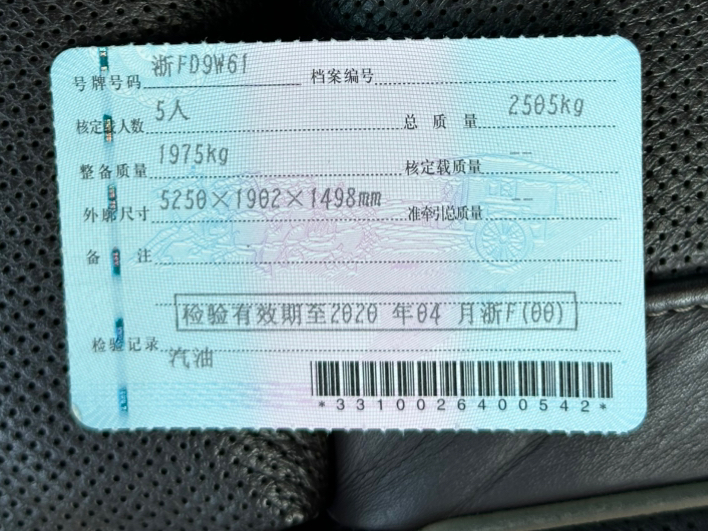 号牌号码 浙FD9W61 档案编号
核定载人数 5人 总质量 2505kg
整备质量 1975kg 核定载质量 --
外廓尺寸 5250×1902×1498mm 准牵引总质量 --
备注
检验有效期至2020 年04 月浙F(00)
检验记录
汽油
*3310026400542*